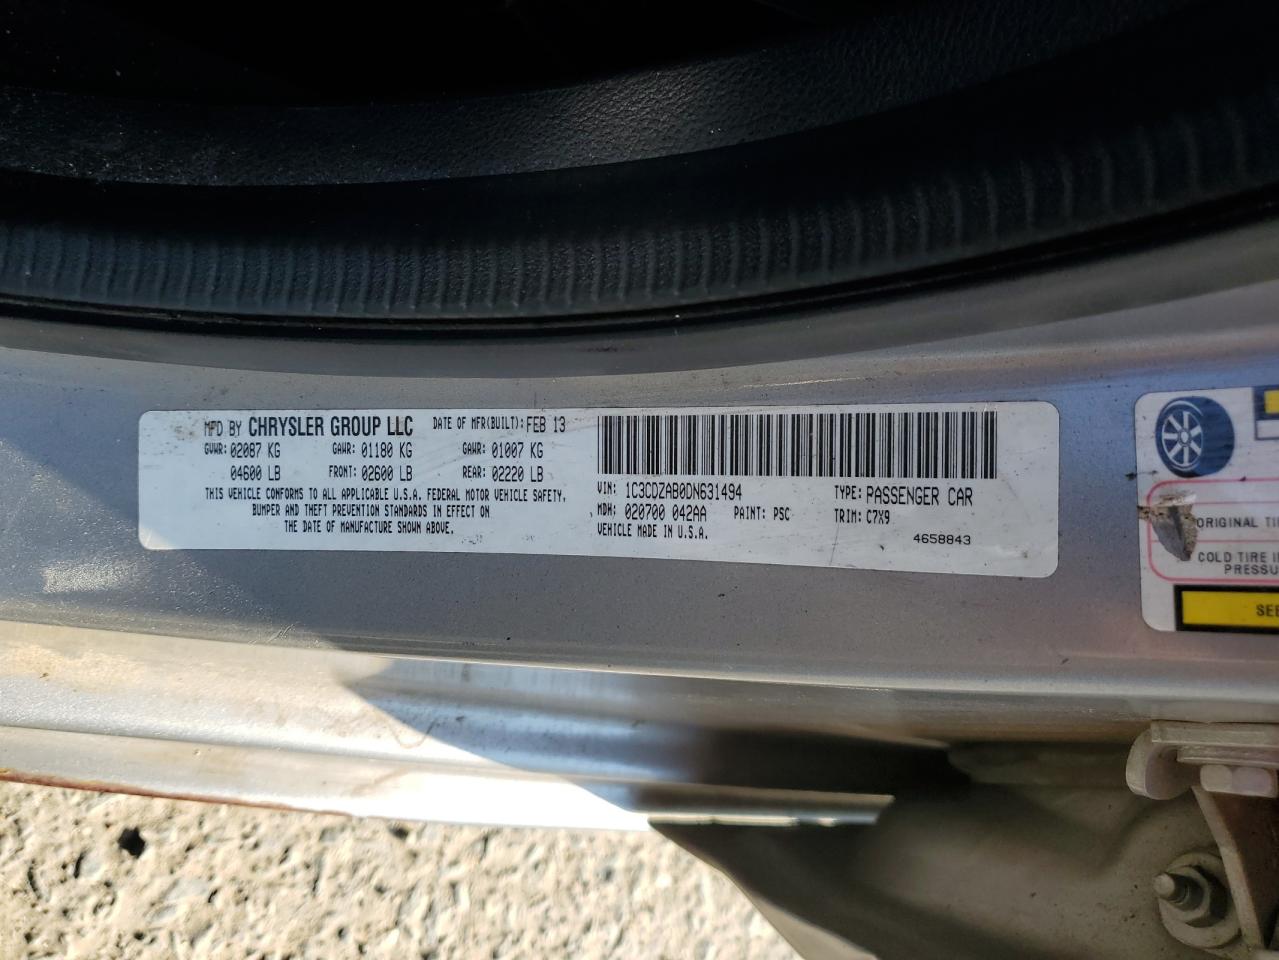 MFD BY CHRYSLER GROUP LLC DATE OF MFR(BUILT): FEB 13
GVWR: 02087 KG GAWR: 01180 KG GAWR: 01007 KG
04600 LB FRONT: 02600 LB REAR: 02220 LB
THIS VEHICLE CONFORMS TO ALL APPLICABLE U.S.A. FEDERAL MOTOR VEHICLE SAFETY,
BUMPER AND THEFT PREVENTION STANDARDS IN EFFECT ON
THE DATE OF MANUFACTURE SHOWN ABOVE.
VIN: 1C3CDZAB0DN631494 TYPE: PASSENGER CAR
MDH: 020700 042AA PAINT: PSC TRIM: C7X9
VEHICLE MADE IN U.S.A. 4658843
ORIGINAL
COLD TIRE